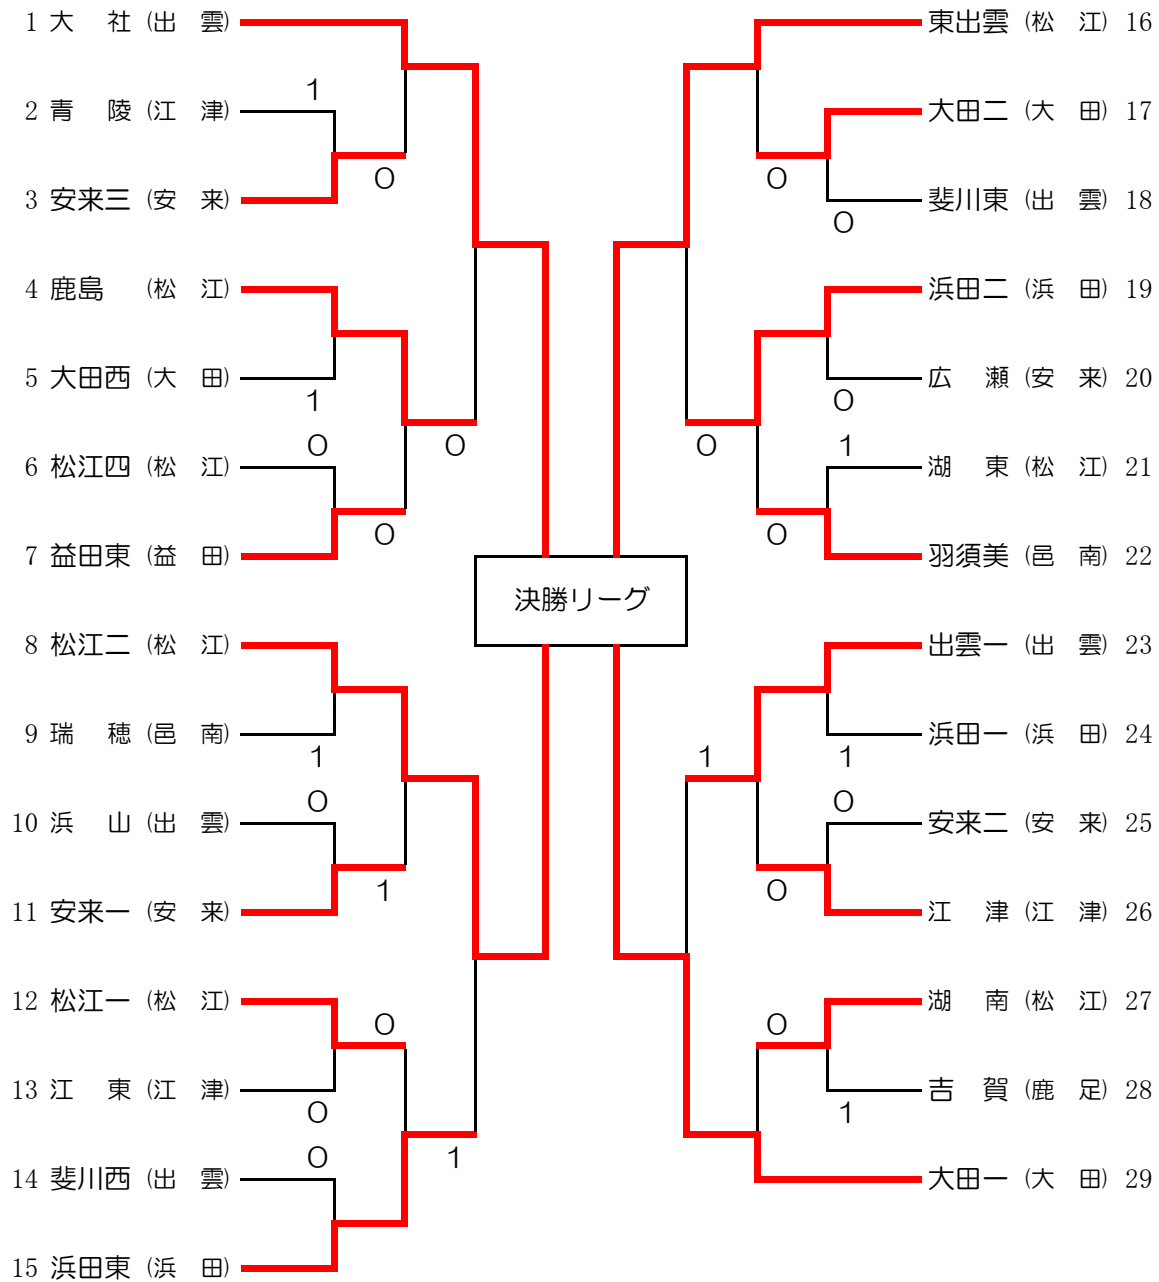 1 大　社 (出　雲)
1
2 青　陵 (江　津)
0
3 安来三 (安　来)
4 鹿島 (松　江)
5 大田西 (大　田)
1
0
0
6 松江四 (松　江)
0
7 益田東 (益　田)
8 松江二 (松　江)
9 瑞　穂 (邑　南)
1
0
10 浜　山 (出　雲)
1
11 安来一 (安　来)
12 松江一 (松　江)
0
13 江　東 (江　津)
0
0
1
14 斐川西 (出　雲)
15 浜田東 (浜　田)
決勝リーグ
東出雲 (松　江) 16
大田二 (大　田) 17
0
斐川東 (出　雲) 18
0
浜田二 (浜　田) 19
広　瀬 (安　来) 20
0
0
1
湖　東 (松　江) 21
0
羽須美 (邑　南) 22
出雲一 (出　雲) 23
浜田一 (浜　田) 24
1
1
0
安来二 (安　来) 25
0
江　津 (江　津) 26
湖　南 (松　江) 27
0
吉　賀 (鹿　足) 28
1
大田一 (大　田) 29